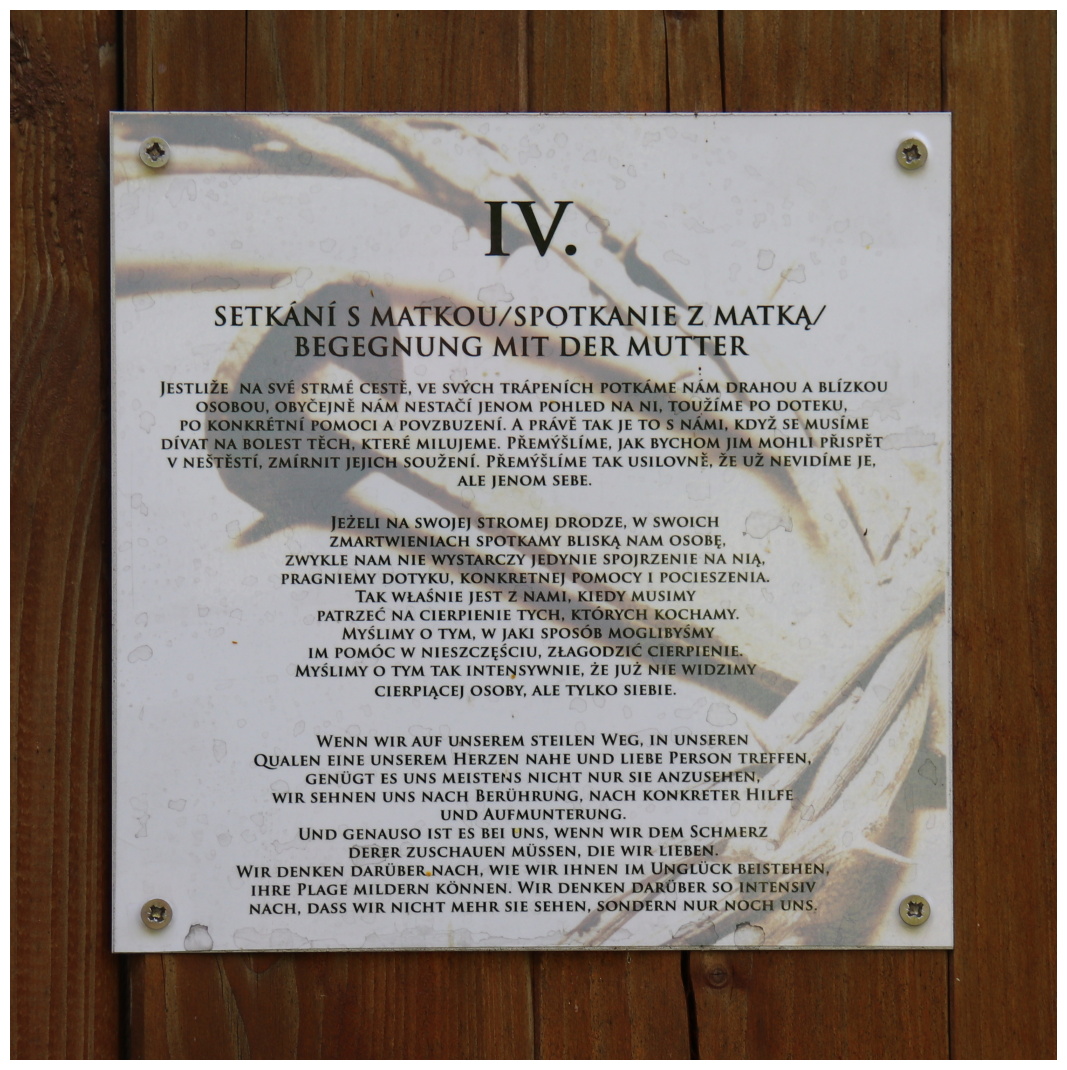 IV.
SETKÁNÍ S MATKOU/SPOTKANIE Z MATKĄ/
BEGEGNUNG MIT DER MUTTER
Jestliže na své strmé cestě, ve svých trápeních potkáme nám drahou a blízkou
osobou, obyčejně nám nestačí jenom pohled na ni, toužíme po doteku,
po konkrétní pomoci a povzbuzení. A právě tak je to s námi, když se musíme
dívat na bolest těch, které milujeme. Přemýšlíme, jak bychom jim mohli přispět
v neštěstí, zmírnit jejich soužení. Přemýšlíme tak usilovně, že už nevidíme je,
ale jenom sebe.
Jeżeli na swojej stromej drodze, w swoich
zmartwieniach spotkamy bliską nam osobę,
zwykle nam nie wystarczy jedynie spojrzenie na nią,
pragniemy dotyku, konkretnej pomocy i pocieszenia.
Tak właśnie jest z nami, kiedy musimy
patrzeć na cierpienie tych, których kochamy.
Myślimy o tym, w jaki sposób moglibyśmy
im pomóc w nieszczęściu, złagodzić cierpienie.
Myślimy o tym tak intensywnie, że już nie widzimy
cierpiącej osoby, ale tylko siebie.
Wenn wir auf unserem steilen Weg, in unseren
Qualen eine unserem Herzen nahe und liebe Person treffen,
genügt es uns meistens nicht nur sie anzusehen,
wir sehnen uns nach Berührung, nach konkreter Hilfe
und Aufmunterung.
Und genauso ist es bei uns, wenn wir dem Schmerz
derer zuschauen müssen, die wir lieben.
Wir denken darüber nach, wie wir ihnen im Unglück beistehen,
ihre Plage mildern können. Wir denken darüber so intensiv
nach, dass wir nicht mehr sie sehen, sondern nur noch uns.